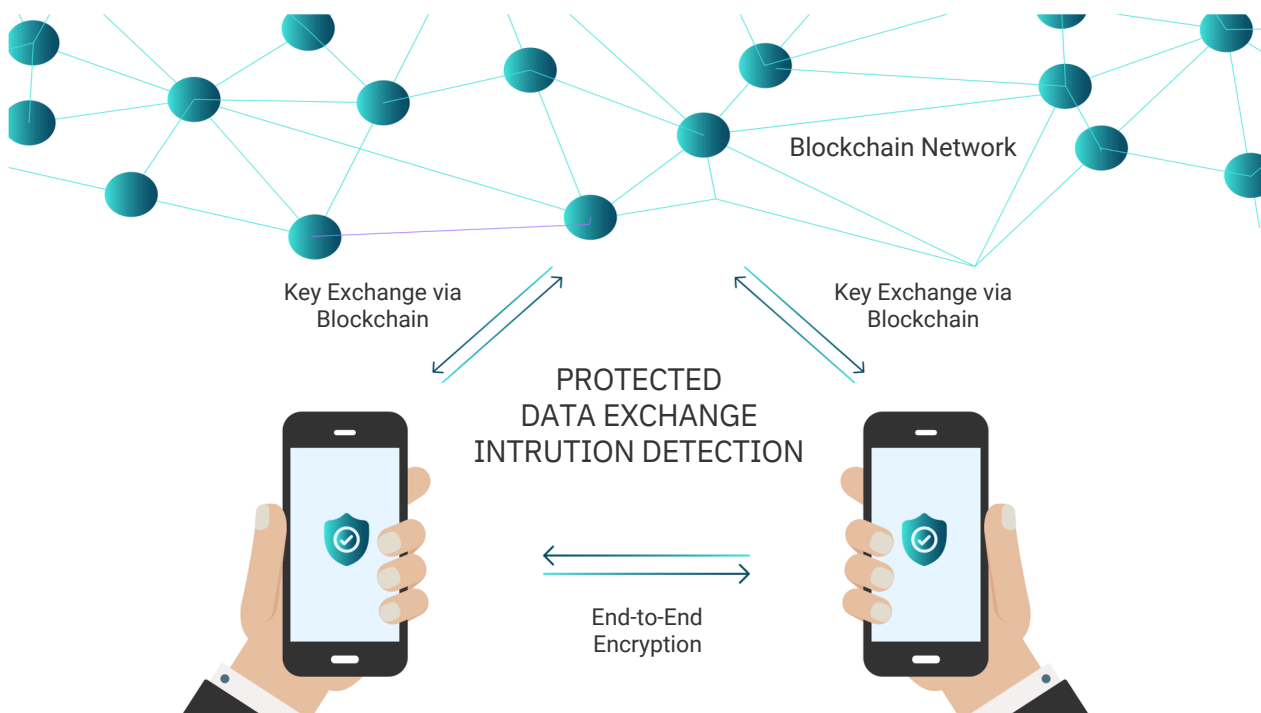 Blockchain Network
Key Exchange via
Blockchain
Key Exchange via
Blockchain
PROTECTED
DATA EXCHANGE
INTRUTION DETECTION
End-to-End
Encryption